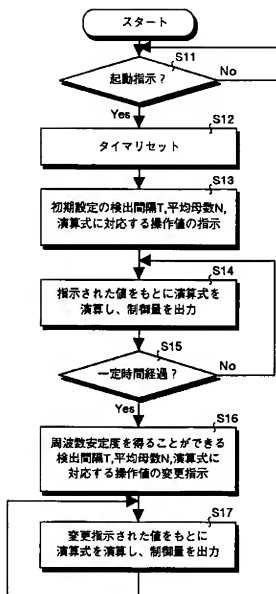 スタート
S11
起動指示？
No
Yes
S12
タイマリセット
S13
初期設定の検出間隔T,平均母数N,
演算式に対応する操作値の指示
S14
指示された値をもとに演算式を
演算し、制御量を出力
S15
一定時間経過？
No
Yes
S16
周波数安定度を得ることができる
検出間隔T,平均母数N,演算式に
対応する操作値の変更指示
S17
変更指示された値をもとに
演算式を演算し、制御量を出力